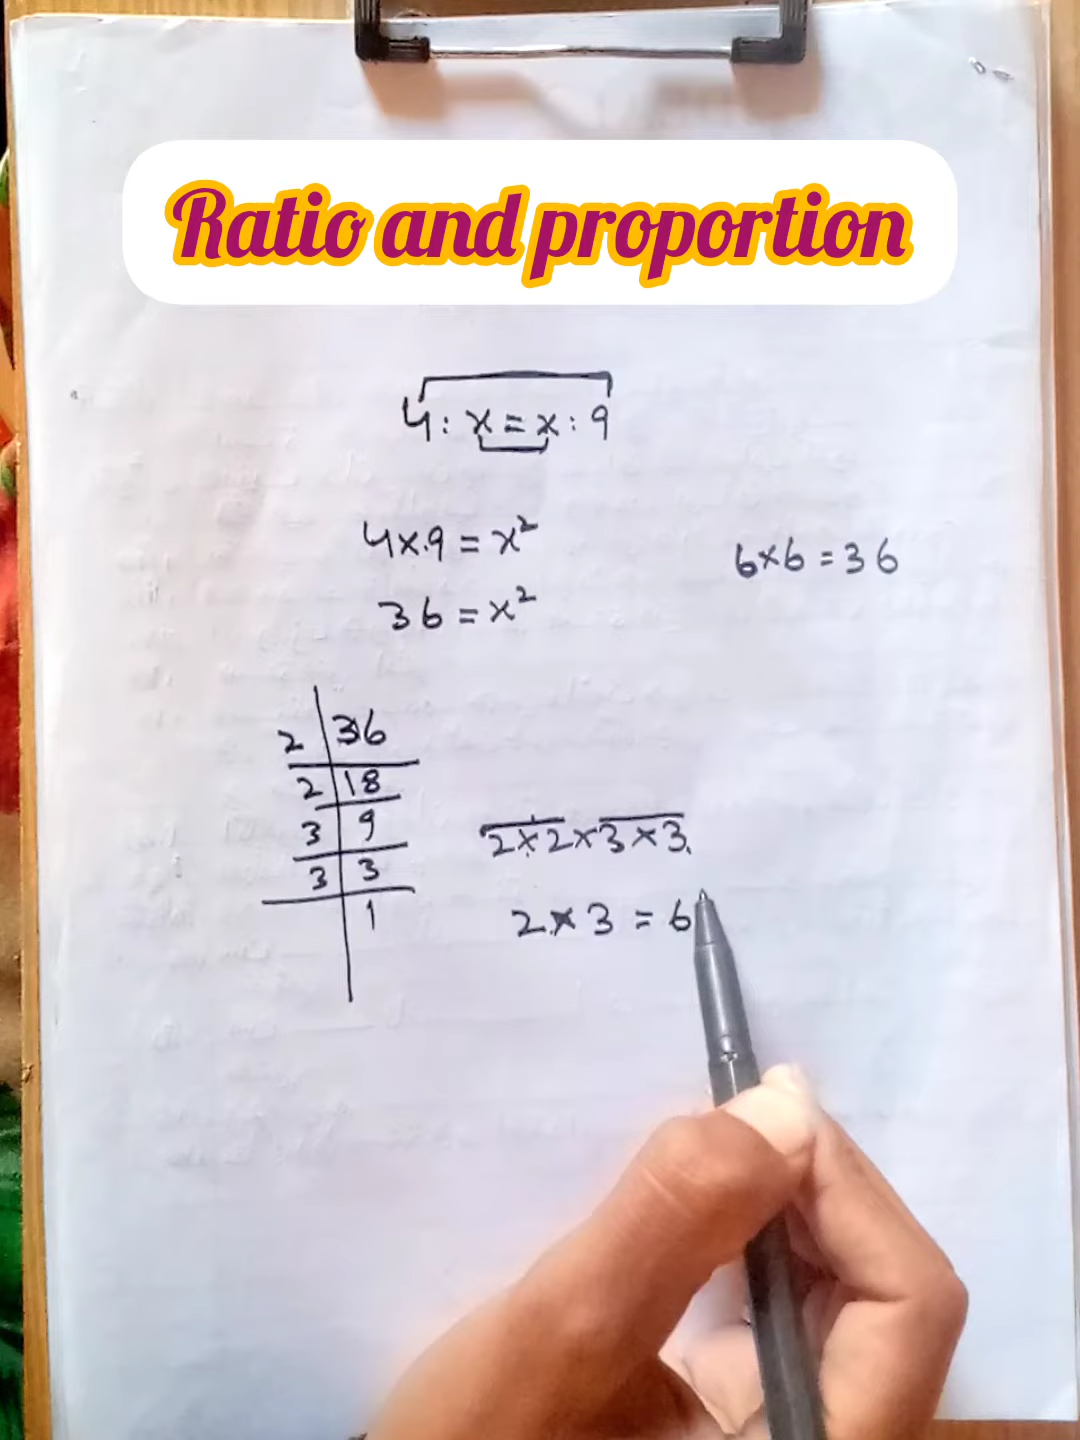 Ratio and proportion
4 : x = x : 9
4 × 9 = x²
6 × 6 = 36
36 = x²
2 | 36
2 | 18
3 | 9
3 | 3
| 1
2 × 2 × 3 × 3
2 × 3 = 6